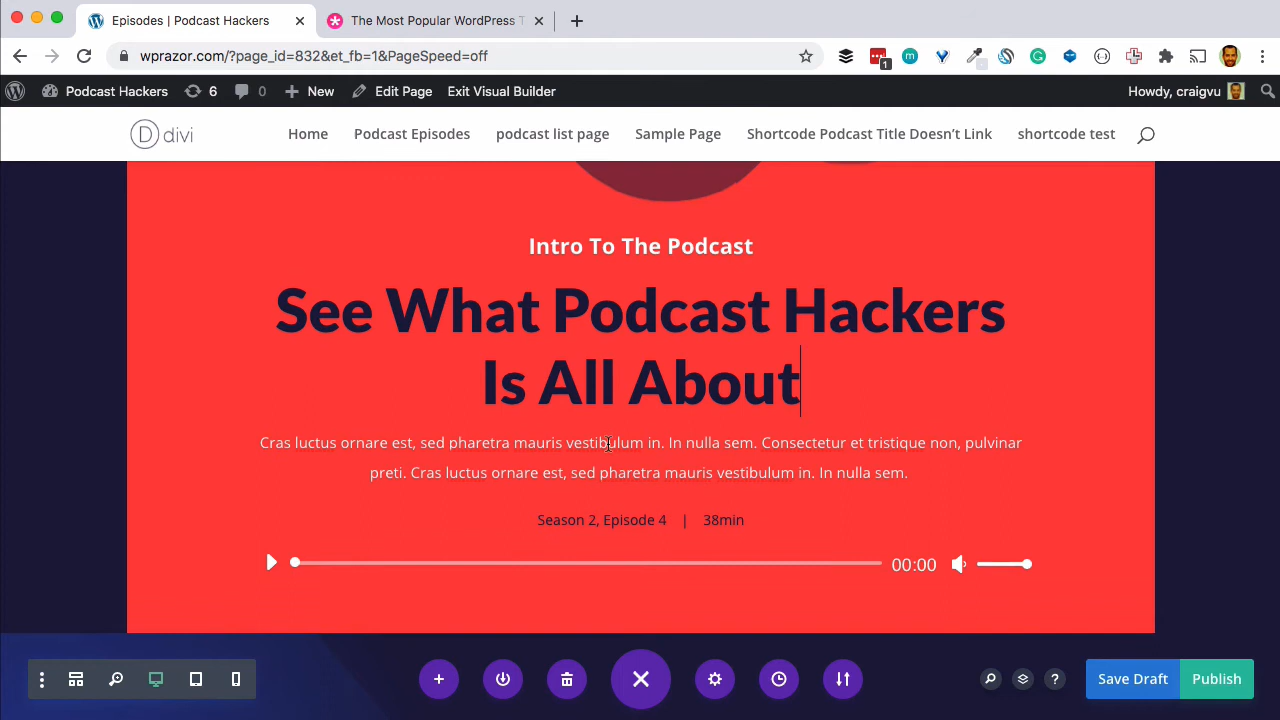 Episodes | Podcast Hackers
The Most Popular WordPress T
wprazor.com/?page_id=832&et_fb=1&PageSpeed=off
1
Podcast Hackers
6
0
New
Edit Page
Exit Visual Builder
Howdy, craigvu
D divi
Home
Podcast Episodes
podcast list page
Sample Page
Shortcode Podcast Title Doesn’t Link
shortcode test
Intro To The Podcast
See What Podcast Hackers
Is All About
Cras luctus ornare est, sed pharetra mauris vestibulum in. In nulla sem. Consectetur et tristique non, pulvinar
preti. Cras luctus ornare est, sed pharetra mauris vestibulum in. In nulla sem.
Season 2, Episode 4 | 38min
00:00
Save Draft
Publish